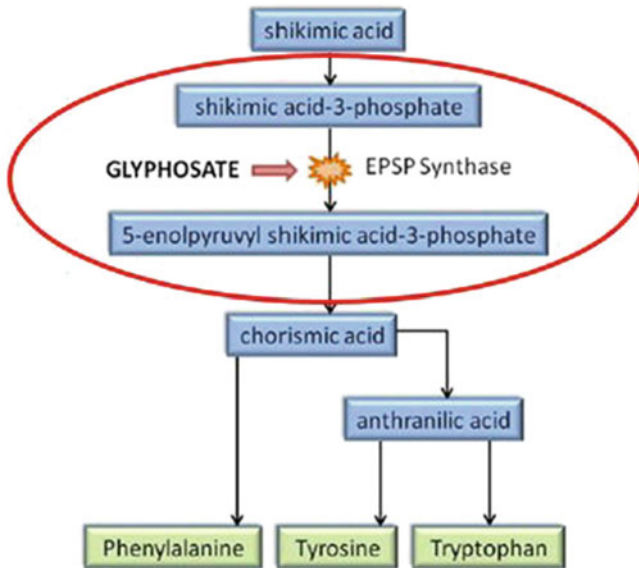 shikimic acid
shikimic acid-3-phosphate
GLYPHOSATE EPSP Synthase
5-enolpyruvyl shikimic acid-3-phosphate
chorismic acid
anthranilic acid
Phenylalanine Tyrosine Tryptophan